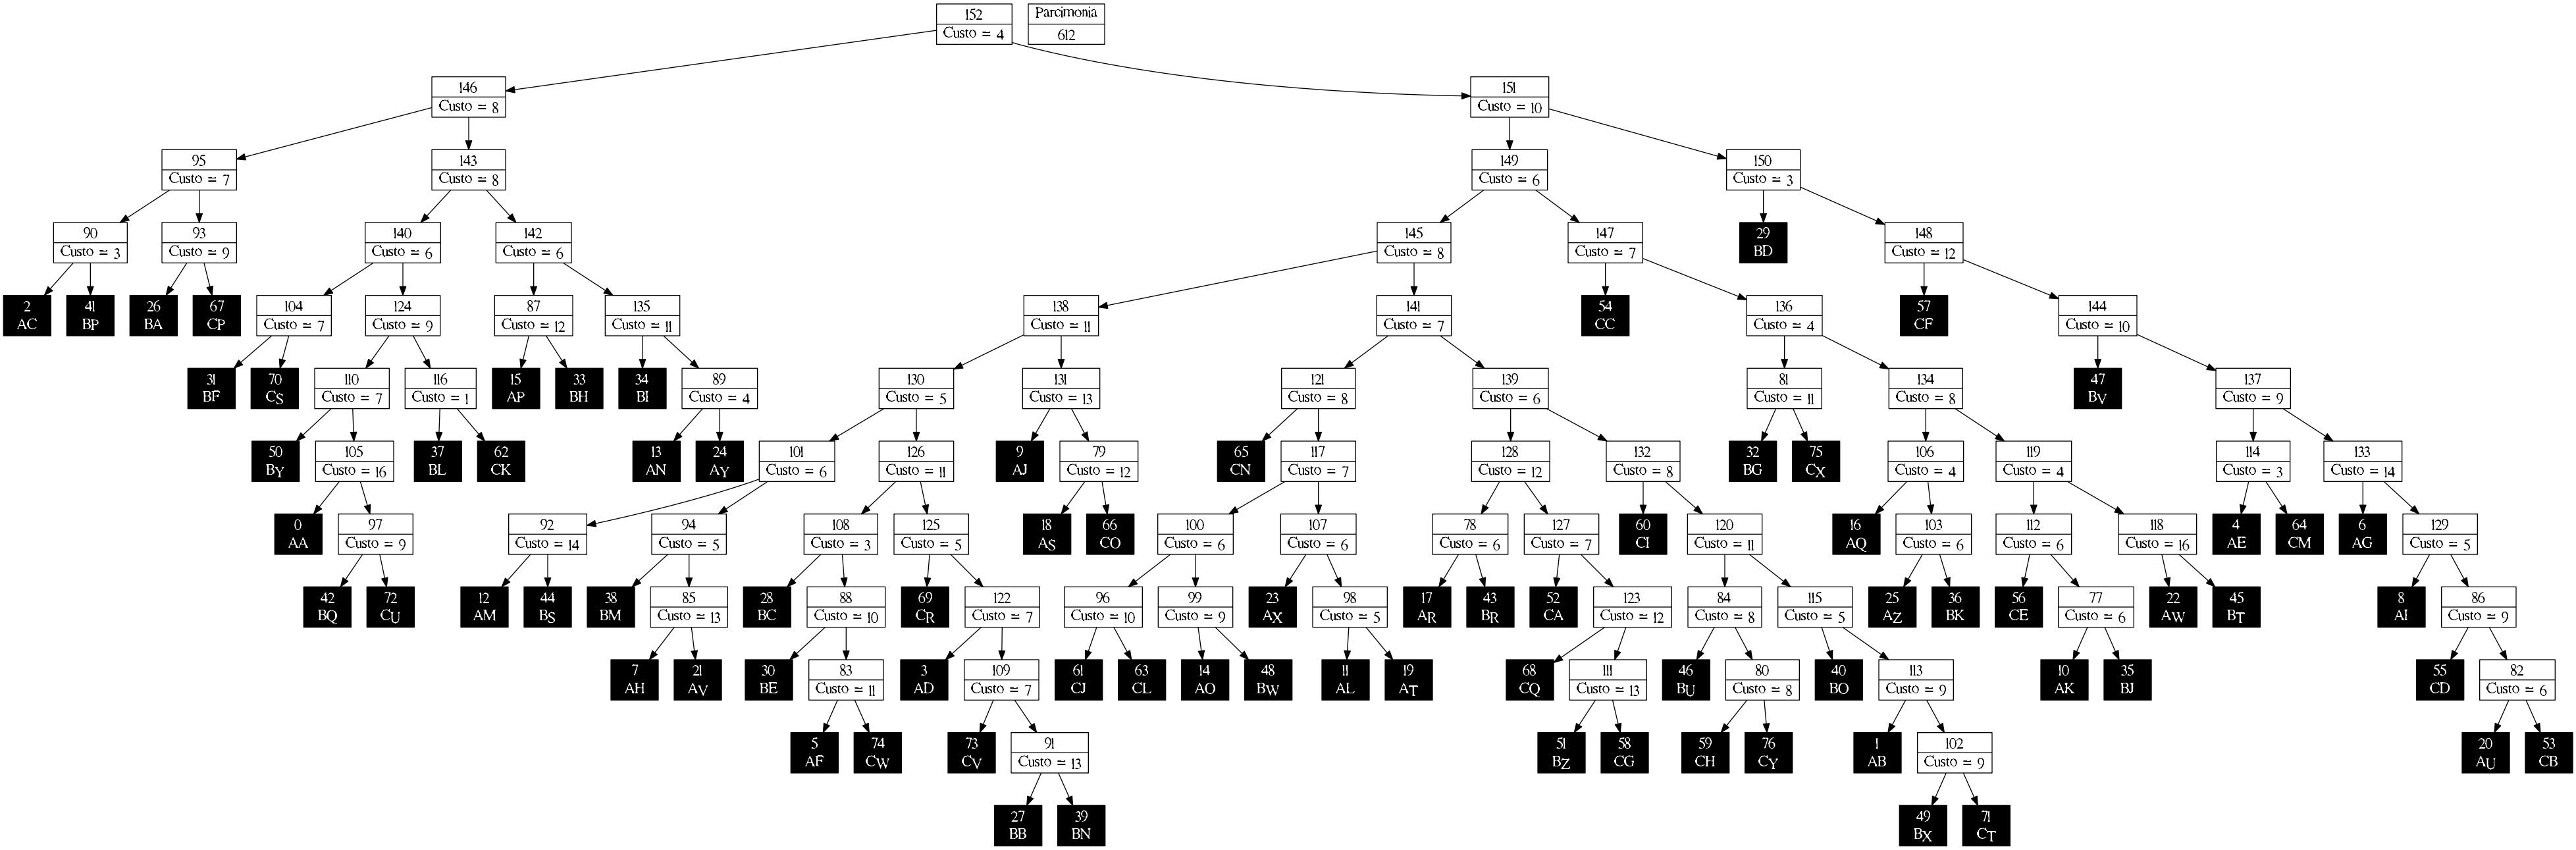 152
Custo = 4
Parcimonia
612
146
Custo = 8
151
Custo = 10
95
Custo = 7
143
Custo = 8
149
Custo = 6
150
Custo = 3
90
Custo = 3
93
Custo = 9
140
Custo = 6
142
Custo = 6
145
Custo = 8
147
Custo = 7
29
BD
148
Custo = 12
2
AC
41
BP
26
BA
67
CP
104
Custo = 7
124
Custo = 9
87
Custo = 12
135
Custo = 11
138
Custo = 11
141
Custo = 7
54
CC
136
Custo = 4
57
CF
144
Custo = 10
31
BF
70
CS
110
Custo = 7
116
Custo = 1
15
AP
33
BH
34
BI
89
Custo = 4
130
Custo = 5
131
Custo = 13
121
Custo = 8
139
Custo = 6
81
Custo = 11
134
Custo = 8
47
BV
137
Custo = 9
50
BY
105
Custo = 16
37
BL
62
CK
13
AN
24
AY
101
Custo = 6
126
Custo = 11
9
AJ
79
Custo = 12
65
CN
117
Custo = 7
128
Custo = 12
132
Custo = 8
32
BG
75
CX
106
Custo = 4
119
Custo = 4
114
Custo = 3
133
Custo = 14
0
AA
97
Custo = 9
92
Custo = 14
94
Custo = 5
108
Custo = 3
125
Custo = 5
18
AS
66
CO
100
Custo = 6
107
Custo = 6
78
Custo = 6
127
Custo = 7
60
CI
120
Custo = 11
16
AQ
103
Custo = 6
112
Custo = 6
118
Custo = 16
4
AE
64
CM
6
AG
129
Custo = 5
42
BQ
72
CU
12
AM
44
BS
38
BM
85
Custo = 13
28
BC
88
Custo = 10
69
CR
122
Custo = 7
96
Custo = 10
99
Custo = 9
23
AX
98
Custo = 5
17
AR
43
BR
52
CA
123
Custo = 12
84
Custo = 8
115
Custo = 5
25
AZ
36
BK
56
CE
77
Custo = 6
22
AW
45
BT
8
AI
86
Custo = 9
7
AH
21
AV
30
BE
83
Custo = 11
3
AD
109
Custo = 7
61
CJ
63
CL
14
AO
48
BW
11
AL
19
AT
68
CQ
111
Custo = 13
46
BU
80
Custo = 8
40
BO
113
Custo = 9
10
AK
35
BJ
55
CD
82
Custo = 6
5
AF
74
CW
73
CV
91
Custo = 13
51
BZ
58
CG
59
CH
76
CY
1
AB
102
Custo = 9
20
AU
53
CB
27
BB
39
BN
49
BX
71
CT